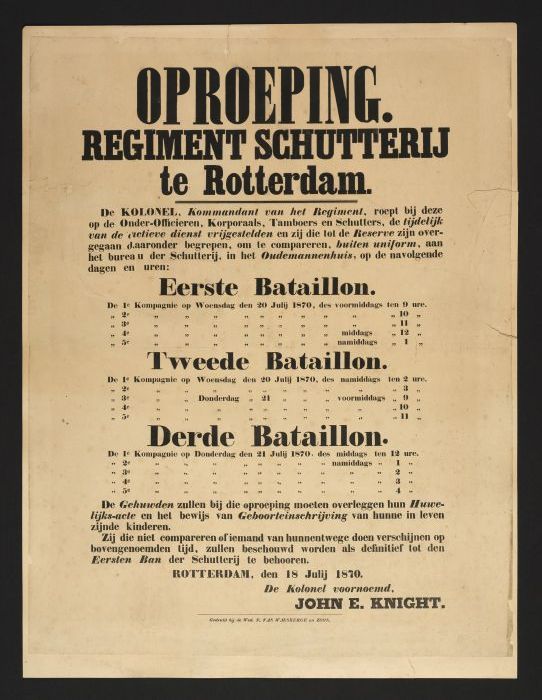 OPROEPING.
REGIMENT SCHUTTERIJ
te Rotterdam.
De KOLONEL, Kommandant van het Regiment, roept bij deze
op de Onder-Officieren, Korporaals, Tamboers en Schutters, de tijdelijk
van de actieve dienst vrijgestelden en zij die tot de Reserve zijn over-
gegaan daaronder begrepen, om te compareren, buiten uniform, aan
het bureau der Schutterij, in het Oudemannenhuis, op de navolgende
dagen en uren:
Eerste Bataillon.
De 1e Kompagnie op Woensdag den 20 Julij 1870, des voormiddags ten 9 ure.
„ 2e „ „ „ „ „ „ „ „ „ „ 10 „
„ 3e „ „ „ „ „ „ „ „ „ „ 11 „
„ 4e „ „ „ „ „ „ „ „ middags „ 12 „
„ 5e „ „ „ „ „ „ „ „ namiddags „ 1 „
Tweede Bataillon.
De 1e Kompagnie op Woensdag den 20 Julij 1870, des namiddags ten 2 ure.
„ 2e „ „ „ „ „ „ „ „ „ „ 3 „
„ 3e „ „ Donderdag „ 21 „ „ „ voormiddags „ 9 „
„ 4e „ „ „ „ „ „ „ „ „ „ 10 „
„ 5e „ „ „ „ „ „ „ „ „ „ 11 „
Derde Bataillon.
De 1e Kompagnie op Donderdag den 21 Julij 1870, des middags ten 12 ure.
„ 2e „ „ „ „ „ „ „ „ namiddags „ 1 „
„ 3e „ „ „ „ „ „ „ „ „ „ 2 „
„ 4e „ „ „ „ „ „ „ „ „ „ 3 „
„ 5e „ „ „ „ „ „ „ „ „ „ 4 „
De Gehuwden zullen bij die oproeping moeten overleggen hun Huwe-
lijks-acte en het bewijs van Geboorteinschrijving van hunne in leven
zijnde kinderen.
Zij die niet compareren of iemand van hunnentwege doen verschijnen op
bovengenoemden tijd, zullen beschouwd worden als definitief tot den
Eersten Ban der Schutterij te behooren.
ROTTERDAM, den 18 Julij 1870.
De Kolonel voornoemd,
JOHN E. KNIGHT.
Gedrukt bij de Wed. P. VAN WAESBERGE en ZOON.